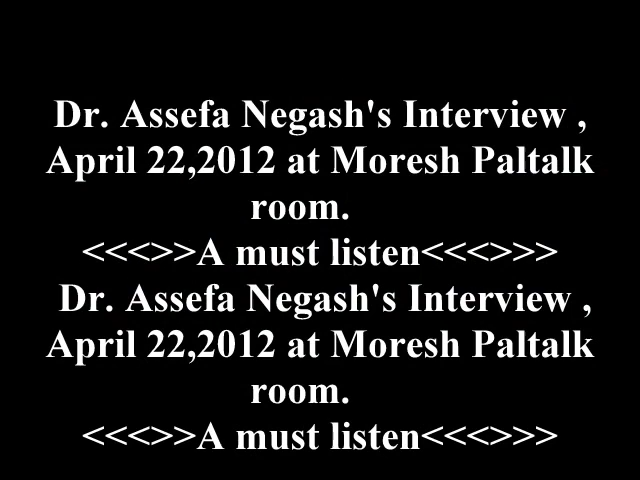 Dr. Assefa Negash's Interview ,
April 22,2012 at Moresh Paltalk
room.
<<<>>A must listen<<<>>>
Dr. Assefa Negash's Interview ,
April 22,2012 at Moresh Paltalk
room.
<<<>>A must listen<<<>>>